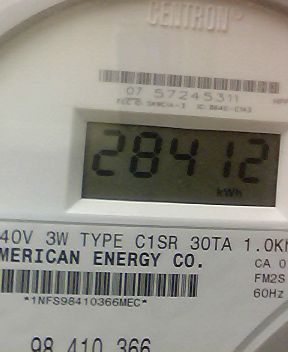 CENTRON
07 57245311
28412
kWh
40V 3W TYPE C1SR 30TA 1.0K
MERICAN ENERGY CO.
CA 0
FM2S
60Hz
*1NFS98410366MEC*
98 410 366